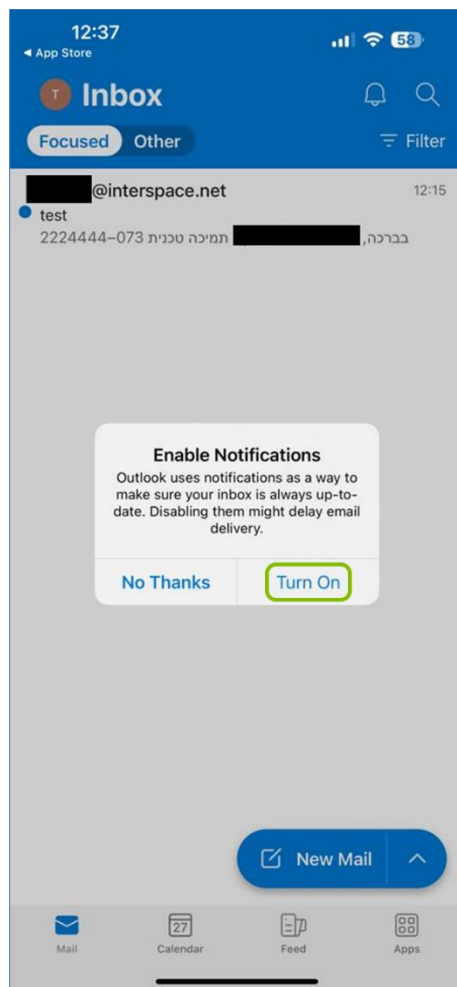 12:37
58
◄ App Store
T
Inbox
Focused
Other
Filter
@interspace.net
12:15
test
בברכה, תמיכה טכנית 073-2224444
Enable Notifications
Outlook uses notifications as a way to
make sure your inbox is always up-to-
date. Disabling them might delay email
delivery.
No Thanks
Turn On
New Mail
27
Mail
Calendar
Feed
Apps